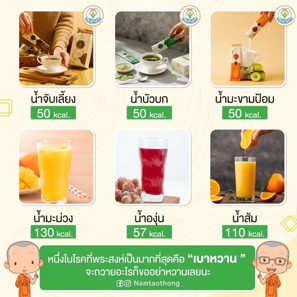 น้ำจับเลี้ยง
50 kcal.
น้ำบัวบก
50 kcal.
น้ำมะขามป้อม
50 kcal.
น้ำมะม่วง
130 kcal.
น้ำองุ่น
57 kcal.
น้ำส้ม
110 kcal.
หนึ่งในโรคที่พระสงฆ์เป็นมากที่สุดคือ “เบาหวาน ”
จะถวายอะไรก็ขออย่าหวานเลยนะ
Namtaothong